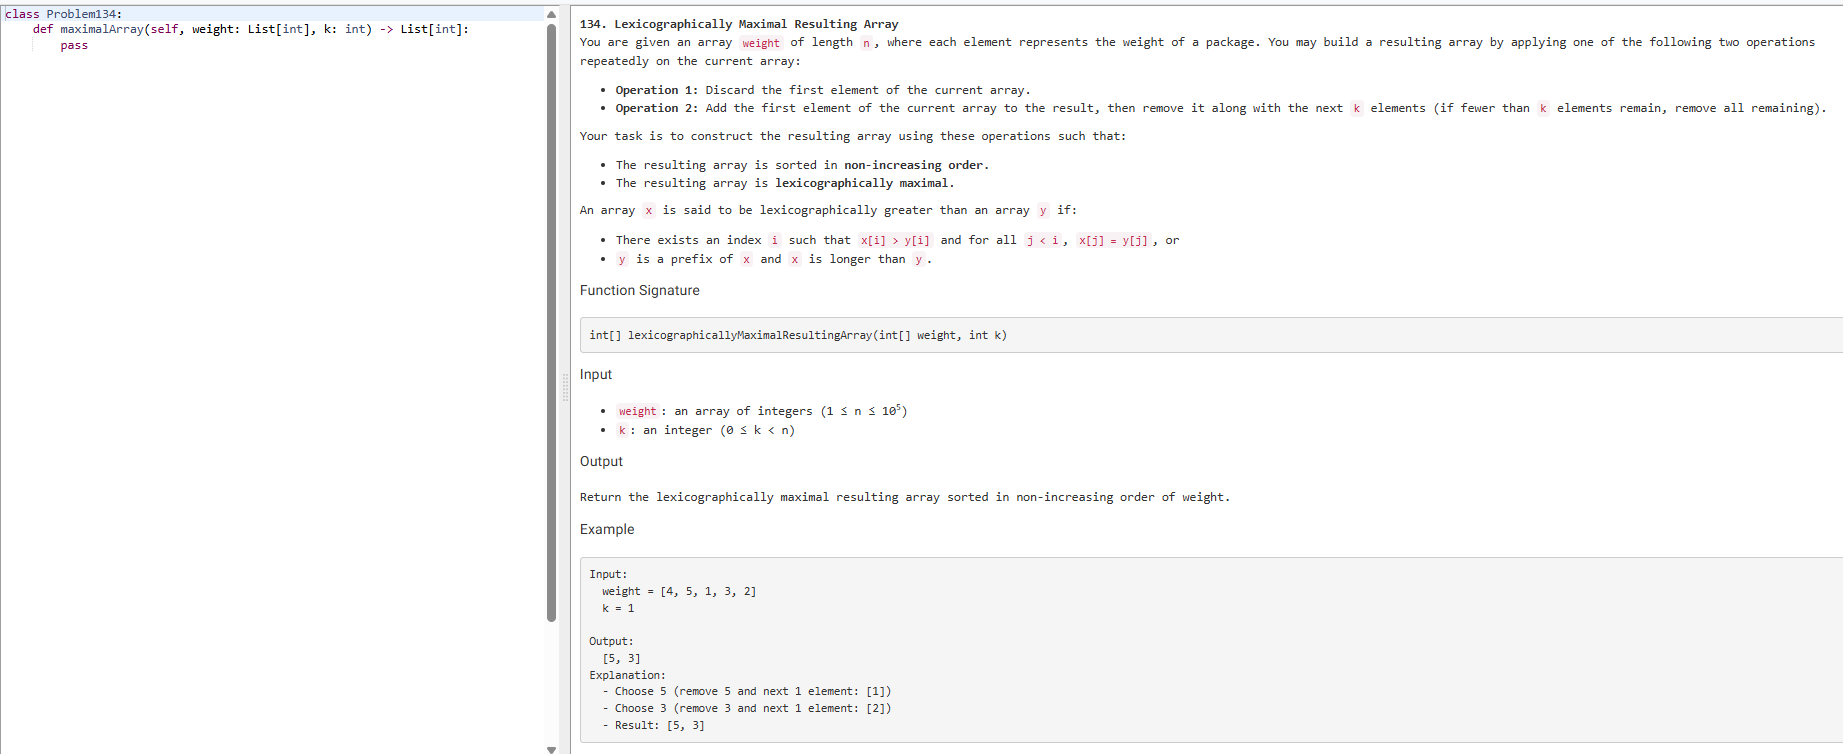 class Problem134:
def maximalArray(self, weight: List[int], k: int) -> List[int]:
pass
134. Lexicographically Maximal Resulting Array
You are given an array weight of length n, where each element represents the weight of a package. You may build a resulting array by applying one of the following two operations
repeatedly on the current array:
• Operation 1: Discard the first element of the current array.
• Operation 2: Add the first element of the current array to the result, then remove it along with the next k elements (if fewer than k elements remain, remove all remaining).
Your task is to construct the resulting array using these operations such that:
• The resulting array is sorted in non-increasing order.
• The resulting array is lexicographically maximal.
An array x is said to be lexicographically greater than an array y if:
• There exists an index i such that x[i] > y[i] and for all j < i, x[j] = y[j], or
• y is a prefix of x and x is longer than y.
Function Signature
int[] lexicographicallyMaximalResultingArray(int[] weight, int k)
Input
• weight: an array of integers (1 ≤ n ≤ 10⁵)
• k: an integer (0 ≤ k < n)
Output
Return the lexicographically maximal resulting array sorted in non-increasing order of weight.
Example
Input:
weight = [4, 5, 1, 3, 2]
k = 1
Output:
[5, 3]
Explanation:
- Choose 5 (remove 5 and next 1 element: [1])
- Choose 3 (remove 3 and next 1 element: [2])
- Result: [5, 3]